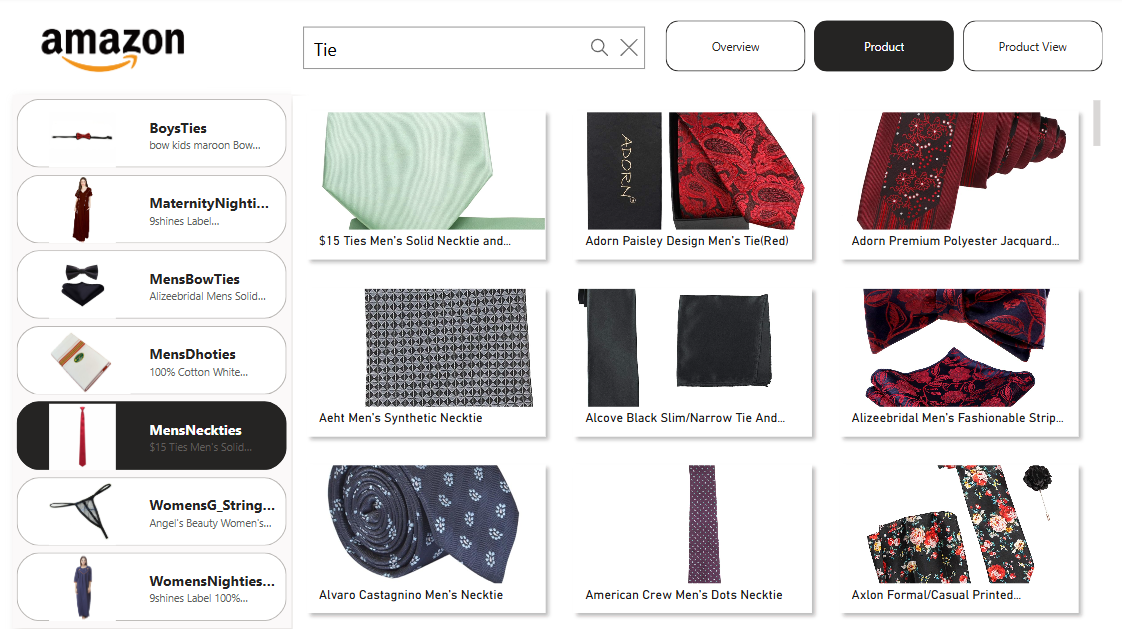 amazon
Tie
Overview
Product
Product View
BoysTies
bow kids maroon Bow...
MaternityNighti...
9shines Label...
MensBowTies
Alizeebridal Mens Solid...
MensDhoties
100% Cotton White...
MensNeckties
$15 Ties Men's Solid...
WomensG_String...
Angel's Beauty Women's...
WomensNighties...
9shines Label 100%...
$15 Ties Men's Solid Necktie and...
ADORN
Adorn Paisley Design Men's Tie(Red)
Adorn Premium Polyester Jacquard...
Aeht Men's Synthetic Necktie
Alcove Black Slim/Narrow Tie And...
Alizeebridal Men's Fashionable Strip...
Alvaro Castagnino Men's Necktie
American Crew Men's Dots Necktie
Axlon Formal/Casual Printed...